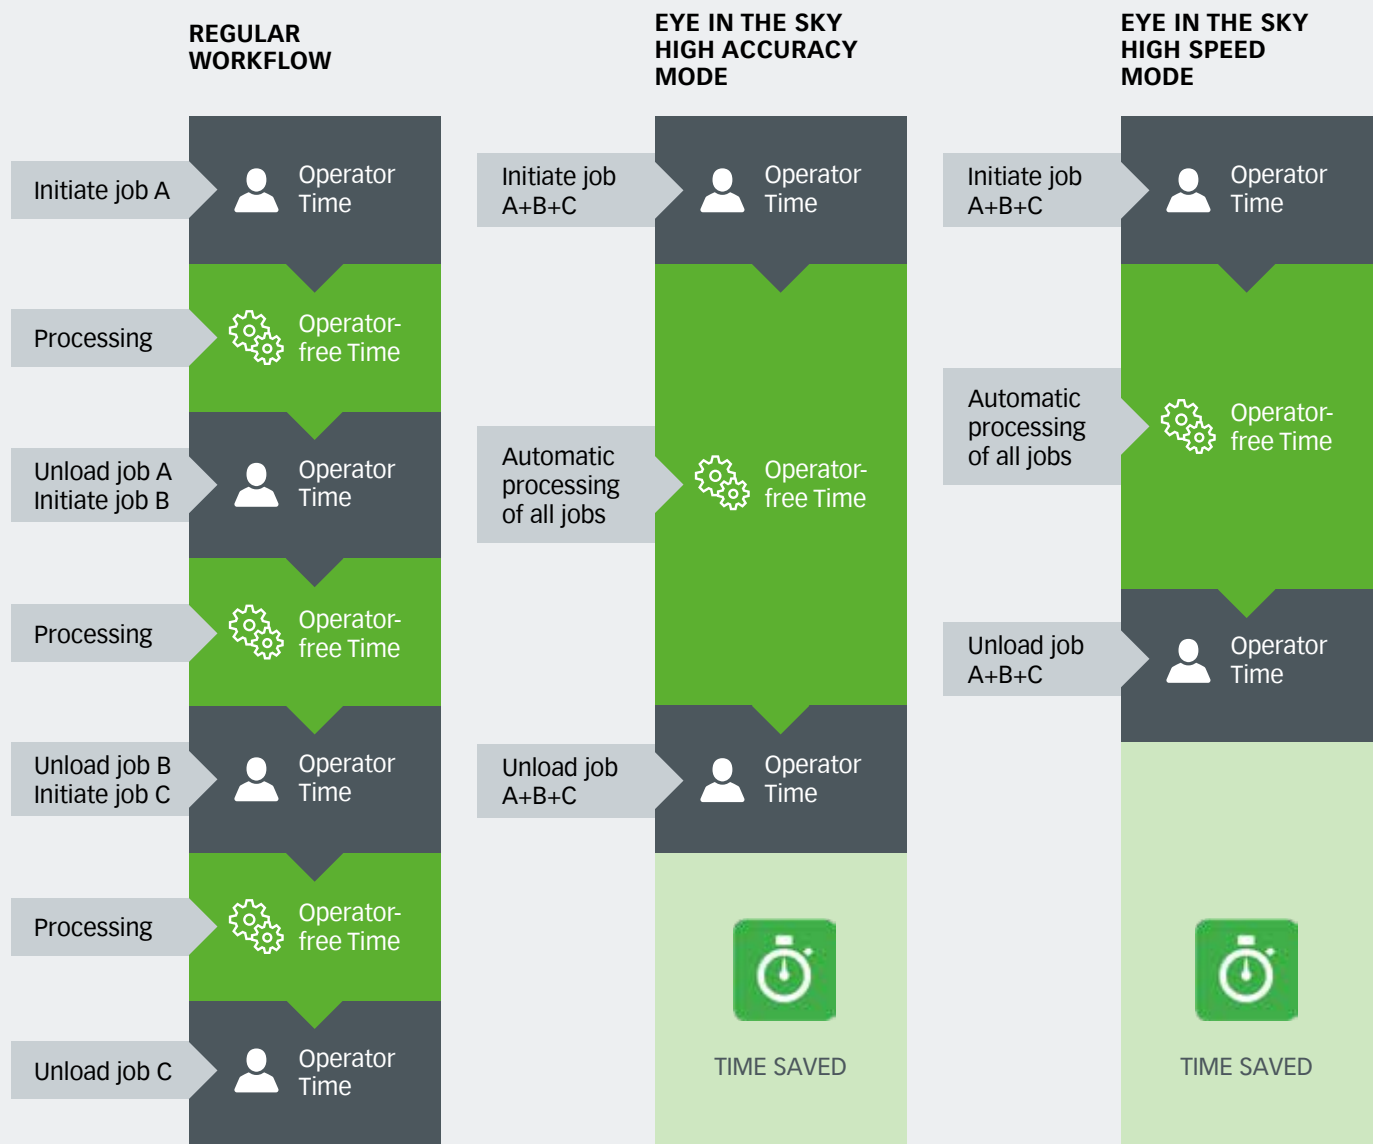 REGULAR
WORKFLOW
Initiate job A
Operator
Time
Processing
Operator-
free Time
Unload job A
Initiate job B
Operator
Time
Processing
Operator-
free Time
Unload job B
Initiate job C
Operator
Time
Processing
Operator-
free Time
Unload job C
Operator
Time
EYE IN THE SKY
HIGH ACCURACY
MODE
Initiate job
A+B+C
Operator
Time
Automatic
processing
of all jobs
Operator-
free Time
Unload job
A+B+C
Operator
Time
TIME SAVED
EYE IN THE SKY
HIGH SPEED
MODE
Initiate job
A+B+C
Operator
Time
Automatic
processing
of all jobs
Operator-
free Time
Unload job
A+B+C
Operator
Time
TIME SAVED